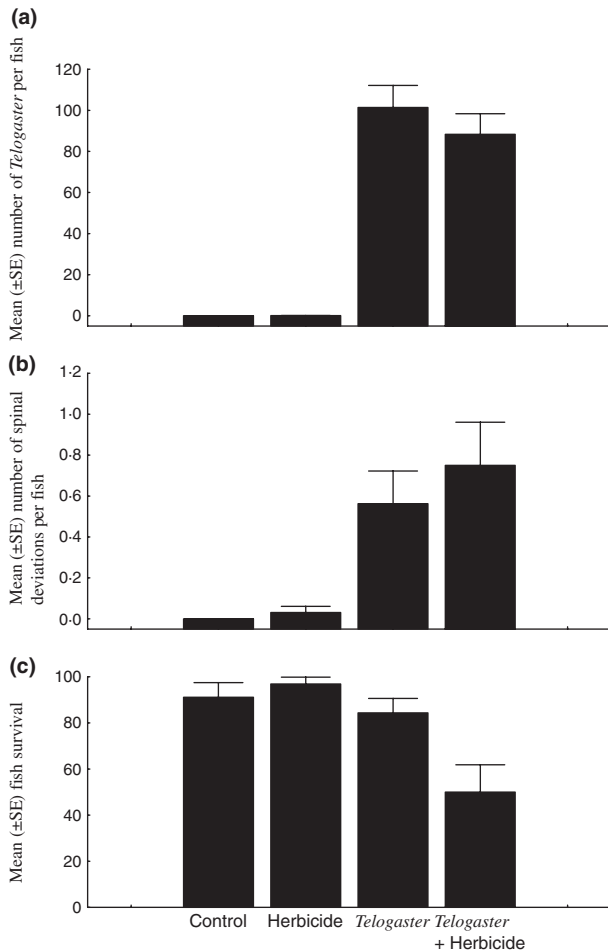 (a)
Mean (±SE) number of Telogaster per fish
120
100
80
60
40
20
0
(b)
Mean (±SE) number of spinal
deviations per fish
1·2
1·0
0·8
0·6
0·4
0·2
0·0
(c)
Mean (±SE) fish survival
100
80
60
40
20
0
Control Herbicide Telogaster Telogaster
+ Herbicide